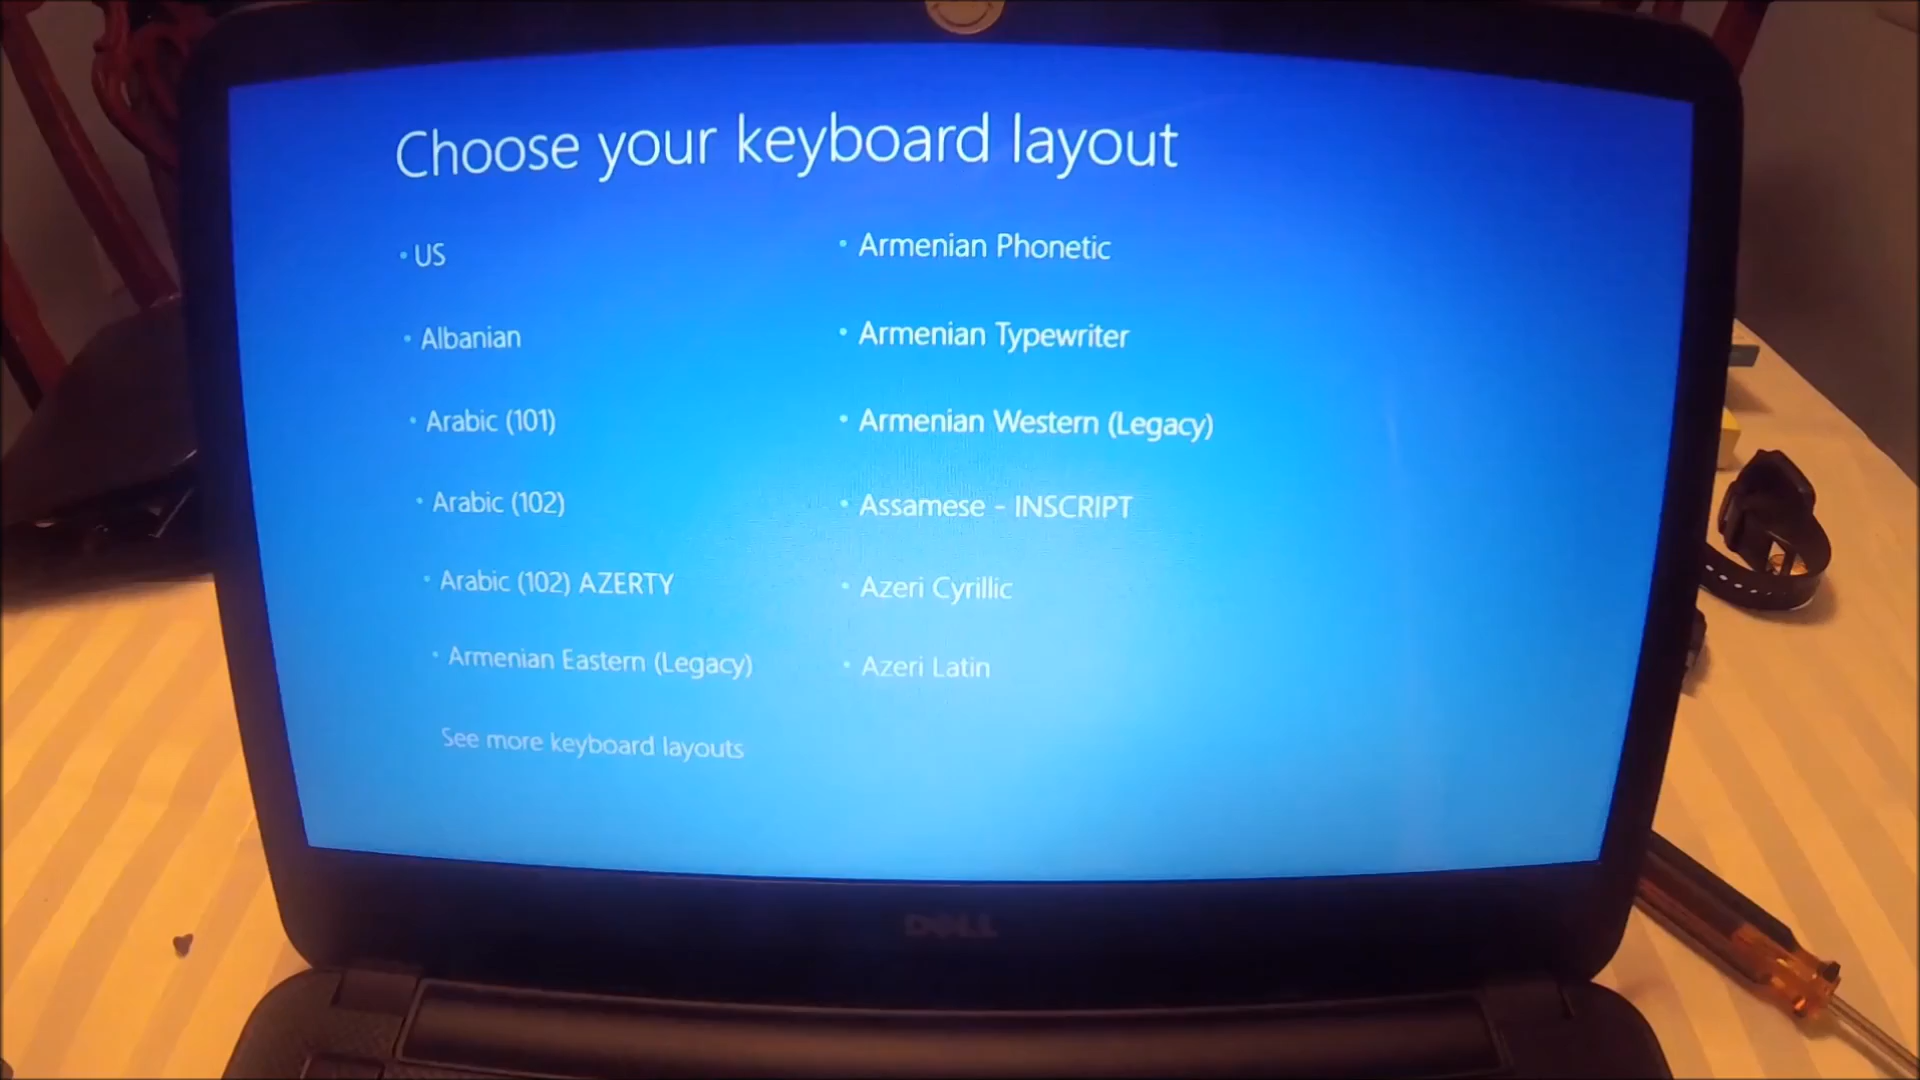 Choose your keyboard layout
US
Albanian
Arabic (101)
Arabic (102)
Arabic (102) AZERTY
Armenian Eastern (Legacy)
See more keyboard layouts
Armenian Phonetic
Armenian Typewriter
Armenian Western (Legacy)
Assamese - INSCRIPT
Azeri Cyrillic
Azeri Latin
DELL